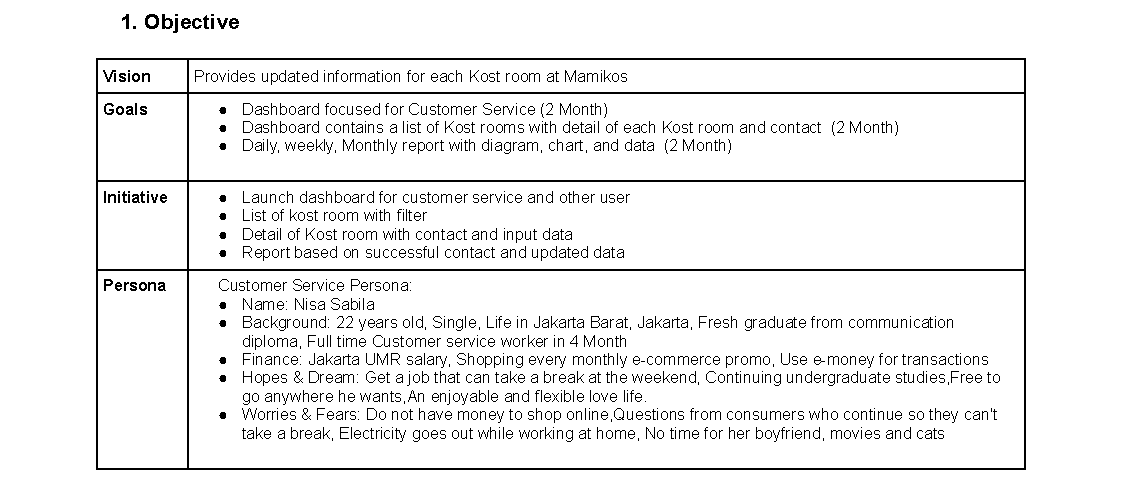 1. Objective
Vision
Provides updated information for each Kost room at Mamikos
Goals
● Dashboard focused for Customer Service (2 Month)
● Dashboard contains a list of Kost rooms with detail of each Kost room and contact (2 Month)
● Daily, weekly, Monthly report with diagram, chart, and data (2 Month)
Initiative
● Launch dashboard for customer service and other user
● List of kost room with filter
● Detail of Kost room with contact and input data
● Report based on successful contact and updated data
Persona
Customer Service Persona:
● Name: Nisa Sabila
● Background: 22 years old, Single, Life in Jakarta Barat, Jakarta, Fresh graduate from communication
diploma, Full time Customer service worker in 4 Month
● Finance: Jakarta UMR salary, Shopping every monthly e-commerce promo, Use e-money for transactions
● Hopes & Dream: Get a job that can take a break at the weekend, Continuing undergraduate studies,Free to
go anywhere he wants,An enjoyable and flexible love life.
● Worries & Fears: Do not have money to shop online,Questions from consumers who continue so they can't
take a break, Electricity goes out while working at home, No time for her boyfriend, movies and cats